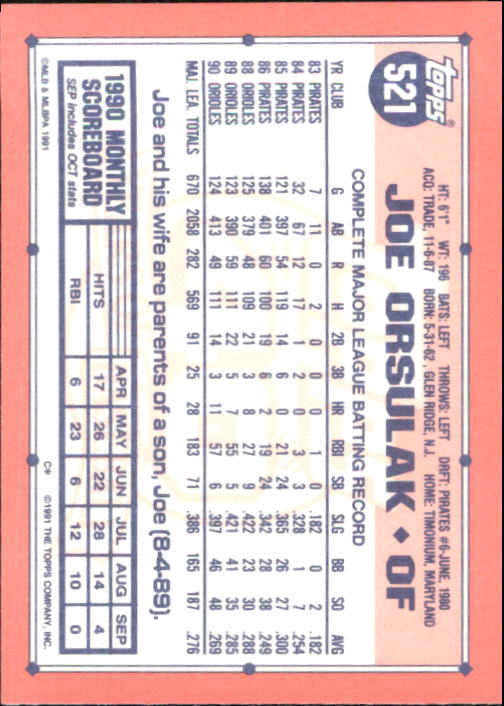 TOPPS®
521
HT: 6'1" WT: 196 BATS: LEFT THROWS: LEFT DRFT: PIRATES #6-JUNE, 1980
ACQ: TRADE, 11-6-87 BORN: 5-31-62, GLEN RIDGE, N.J. HOME: TIMONIUM, MARYLAND
JOE ORSULAK ◆ OF
COMPLETE MAJOR LEAGUE BATTING RECORD
YR CLUB G AB R H 2B 3B HR RBI SB SLG BB SO AVG
83 PIRATES 7 11 0 2 0 0 0 1 0 .182 0 2 .182
84 PIRATES 32 67 12 17 1 2 0 3 3 .328 1 7 .254
85 PIRATES 121 397 54 119 14 6 0 21 24 .365 26 27 .300
86 PIRATES 138 401 60 100 19 6 2 19 24 .342 28 38 .249
88 ORIOLES 125 379 48 109 21 3 8 27 9 .422 23 30 .288
89 ORIOLES 123 390 59 111 22 5 7 55 5 .421 41 35 .285
90 ORIOLES 124 413 49 111 14 3 11 57 6 .397 46 48 .269
MAJ. LEA. TOTALS 670 2058 282 569 91 25 28 183 71 .386 165 187 .276
Joe and his wife are parents of a son, Joe (8-4-89).
1990 MONTHLY
SCOREBOARD
SEP includes OCT stats
APR MAY JUN JUL AUG SEP
HITS 17 26 22 28 14 4
RBI 6 23 6 12 10 0
©MLB & MLBPA 1991
C* ©1991 THE TOPPS COMPANY, INC.